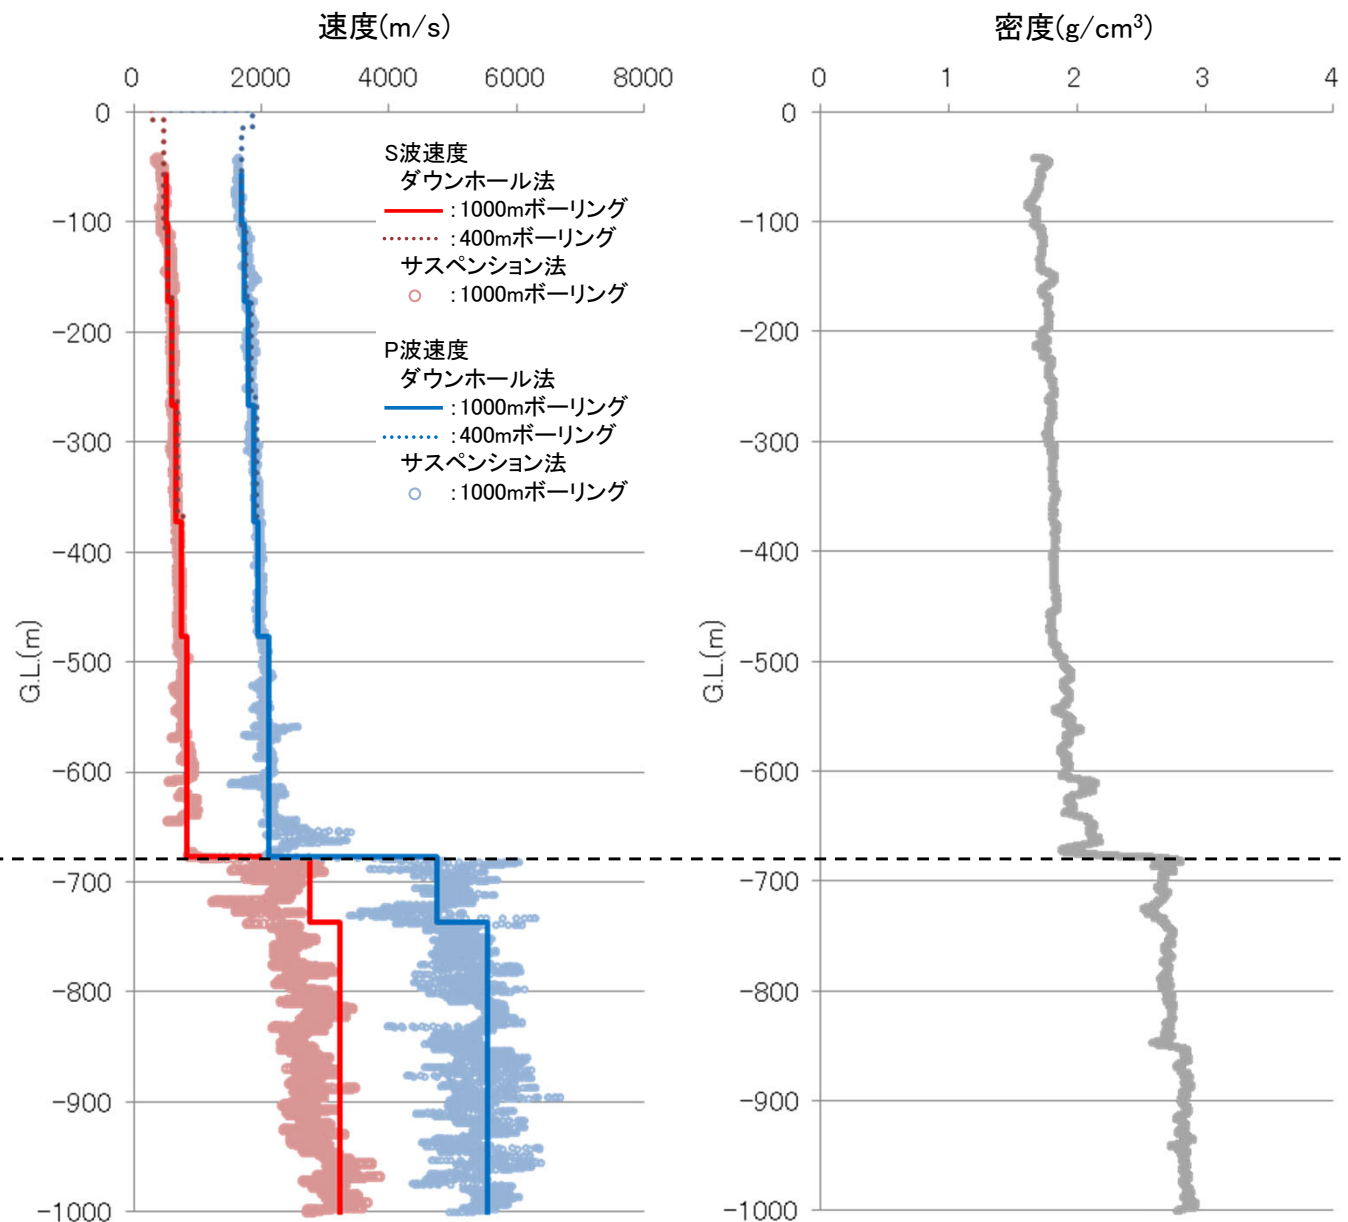 速度(m/s)
0 2000 4000 6000 8000
0
-100
-200
-300
-400
-500
-600
-700
-800
-900
-1000
G.L.(m)
S波速度
ダウンホール法
:1000mボーリング
:400mボーリング
サスペンション法
:1000mボーリング
P波速度
ダウンホール法
:1000mボーリング
:400mボーリング
サスペンション法
:1000mボーリング
密度(g/cm³)
0 1 2 3 4
0
-100
-200
-300
-400
-500
-600
-700
-800
-900
-1000
G.L.(m)